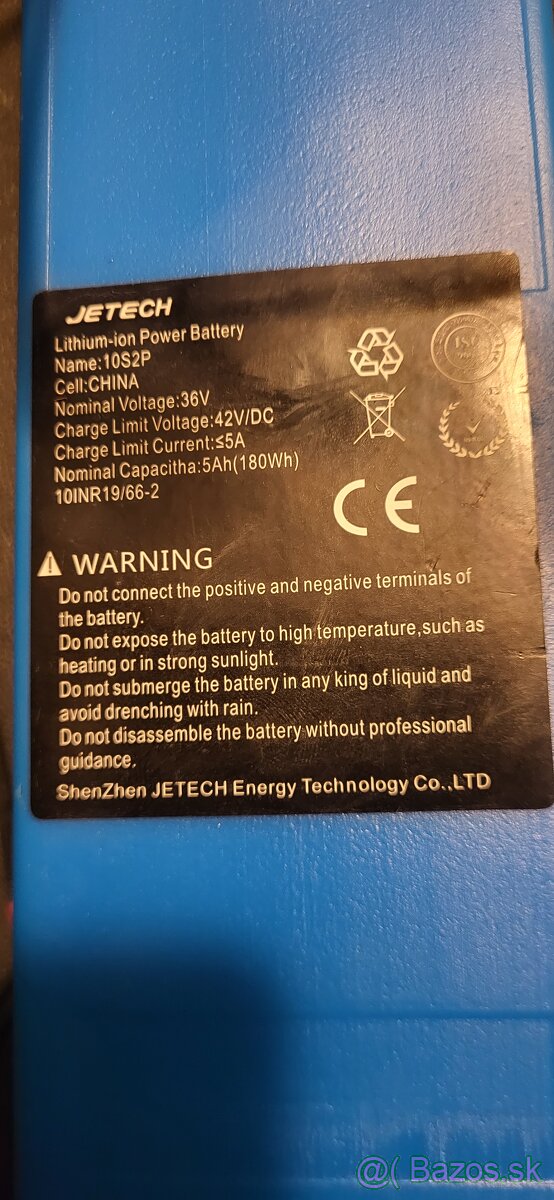 JETECH
Lithium-ion Power Battery
Name:10S2P
Cell:CHINA
Nominal Voltage:36V
Charge Limit Voltage:42V/DC
Charge Limit Current:≤5A
Nominal Capacitha:5Ah(180Wh)
10INR19/66-2
ISO
CE
⚠ WARNING
Do not connect the positive and negative terminals of
the battery.
Do not expose the battery to high temperature,such as
heating or in strong sunlight.
Do not submerge the battery in any king of liquid and
avoid drenching with rain.
Do not disassemble the battery without professional
guidance.
ShenZhen JETECH Energy Technology Co.,LTD
@( Bazos.sk